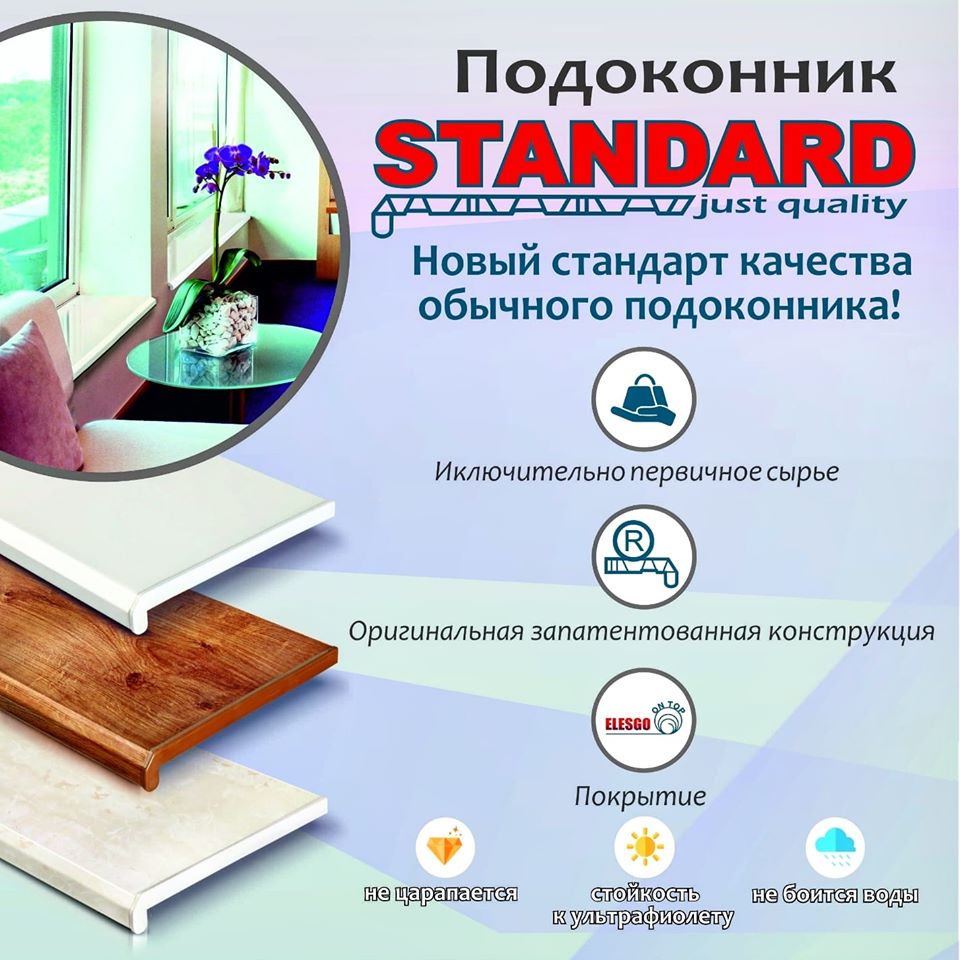 Подоконник
STANDARD
just quality
Новый стандарт качества
обычного подоконника!
Иключительно первичное сырье
R
Оригинальная запатентованная конструкция
ELESGO ON TOP
Покрытие
не царапается
стойкость
к ультрафиолету
не боится воды